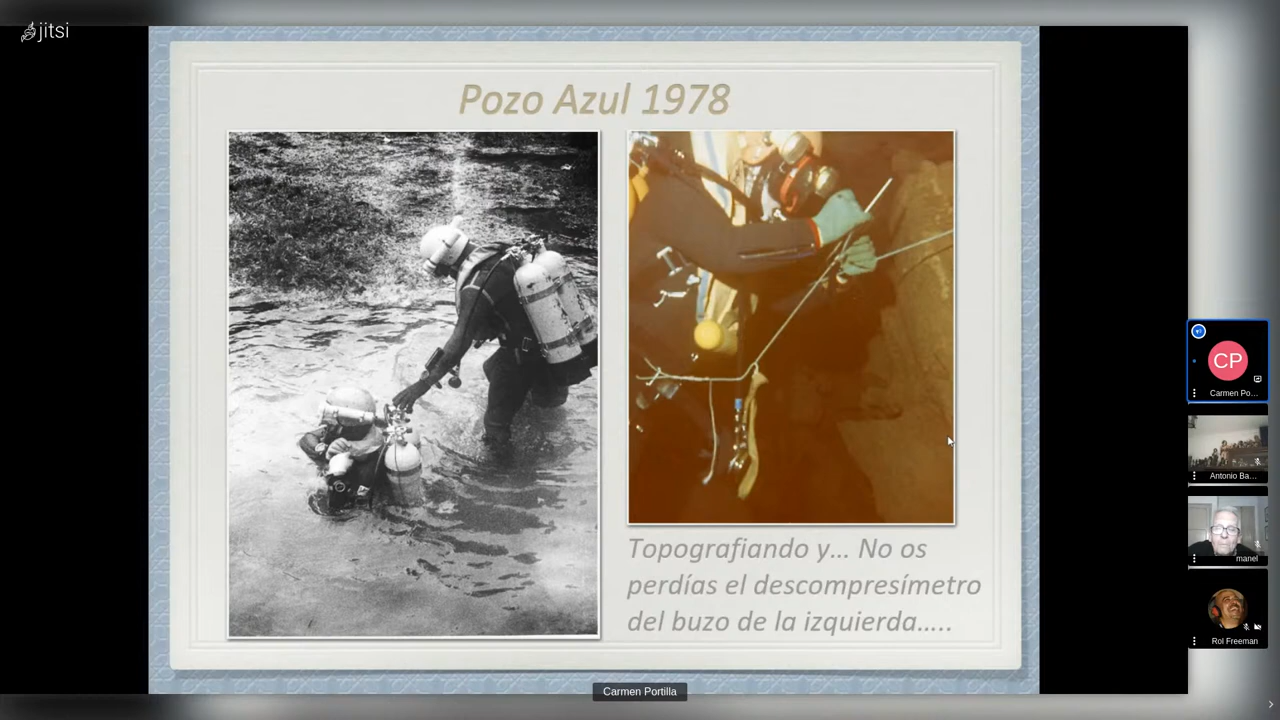 jitsi
Pozo Azul 1978
Topografiando y... No os
perdías el descompresímetro
del buzo de la izquierda.....
CP
Carmen Po...
Antonio Ba...
manel
Rol Freeman
Carmen Portilla